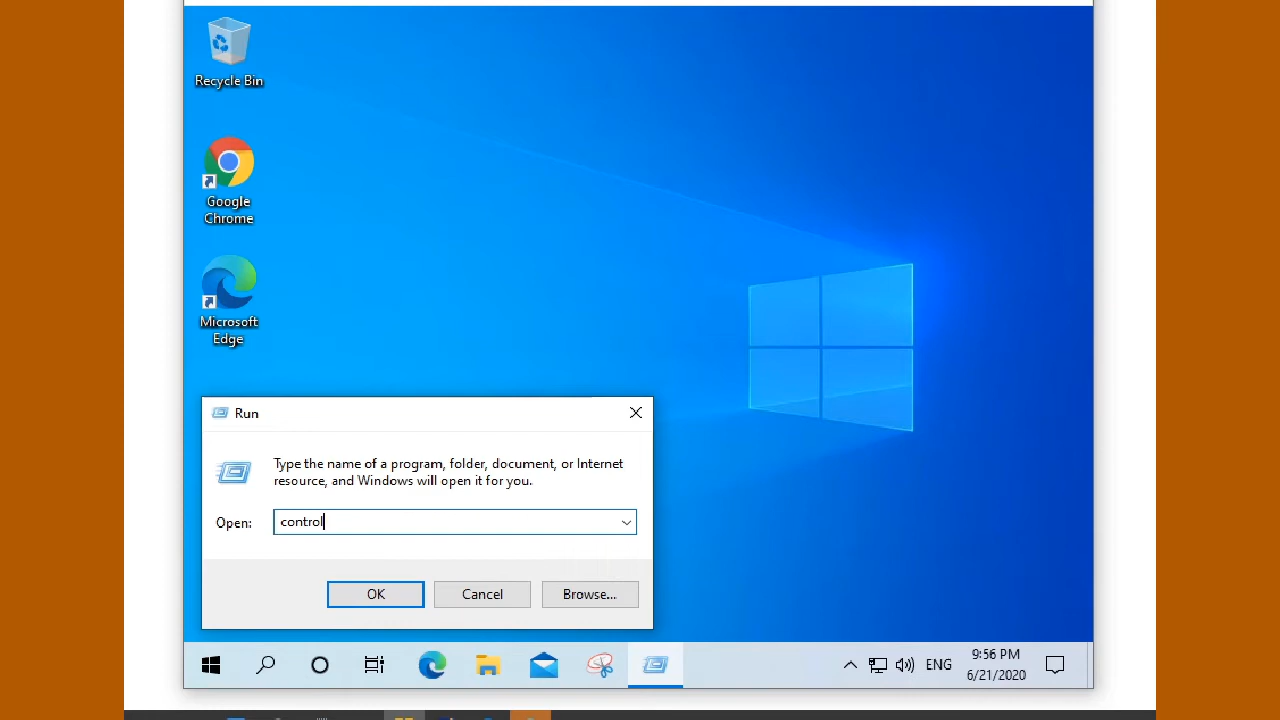 Recycle Bin
Google
Chrome
Microsoft
Edge
Run
Type the name of a program, folder, document, or Internet
resource, and Windows will open it for you.
Open: control
OK Cancel Browse...
ENG 9:56 PM
6/21/2020